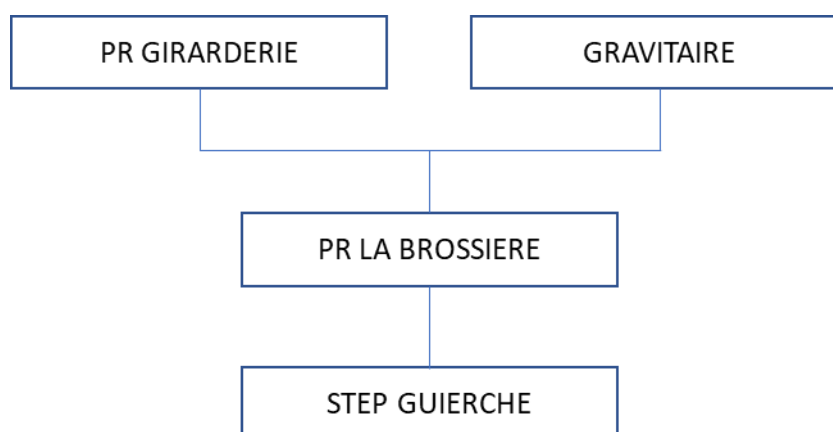 PR GIRARDERIE
GRAVITAIRE
PR LA BROSSIERE
STEP GUIERCHE